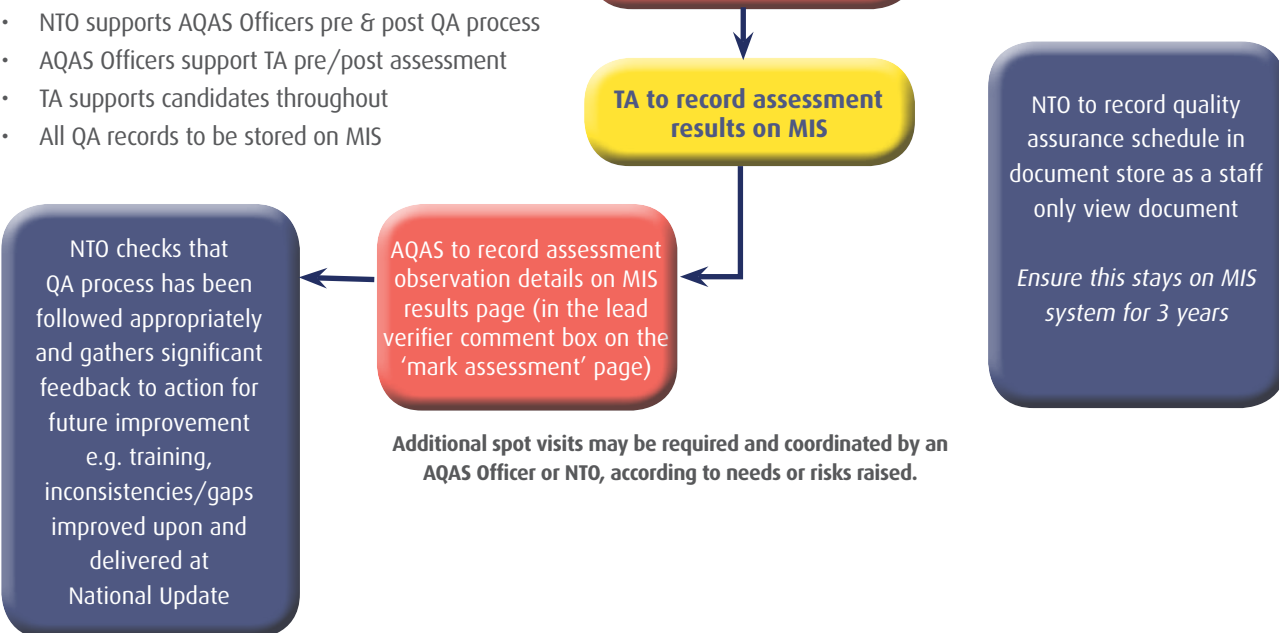 • NTO supports AQAS Officers pre & post QA process
• AQAS Officers support TA pre/post assessment
• TA supports candidates throughout
• All QA records to be stored on MIS
TA to record assessment
results on MIS
NTO to record quality
assurance schedule in
document store as a staff
only view document
Ensure this stays on MIS
system for 3 years
AQAS to record assessment
observation details on MIS
results page (in the lead
verifier comment box on the
‘mark assessment’ page)
NTO checks that
QA process has been
followed appropriately
and gathers significant
feedback to action for
future improvement
e.g. training,
inconsistencies/gaps
improved upon and
delivered at
National Update
Additional spot visits may be required and coordinated by an
AQAS Officer or NTO, according to needs or risks raised.